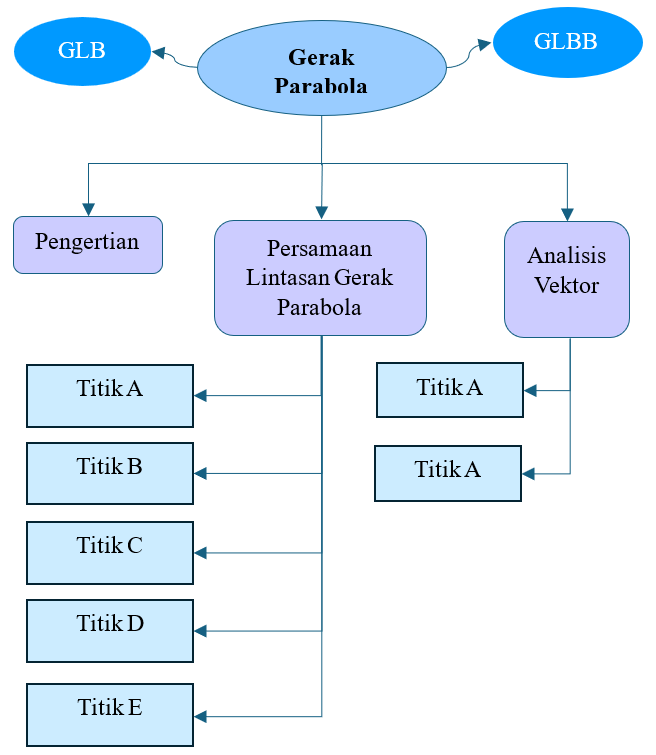 GLB
Gerak
Parabola
GLBB
Pengertian
Persamaan
Lintasan Gerak
Parabola
Analisis
Vektor
Titik A
Titik B
Titik C
Titik D
Titik E
Titik A
Titik A